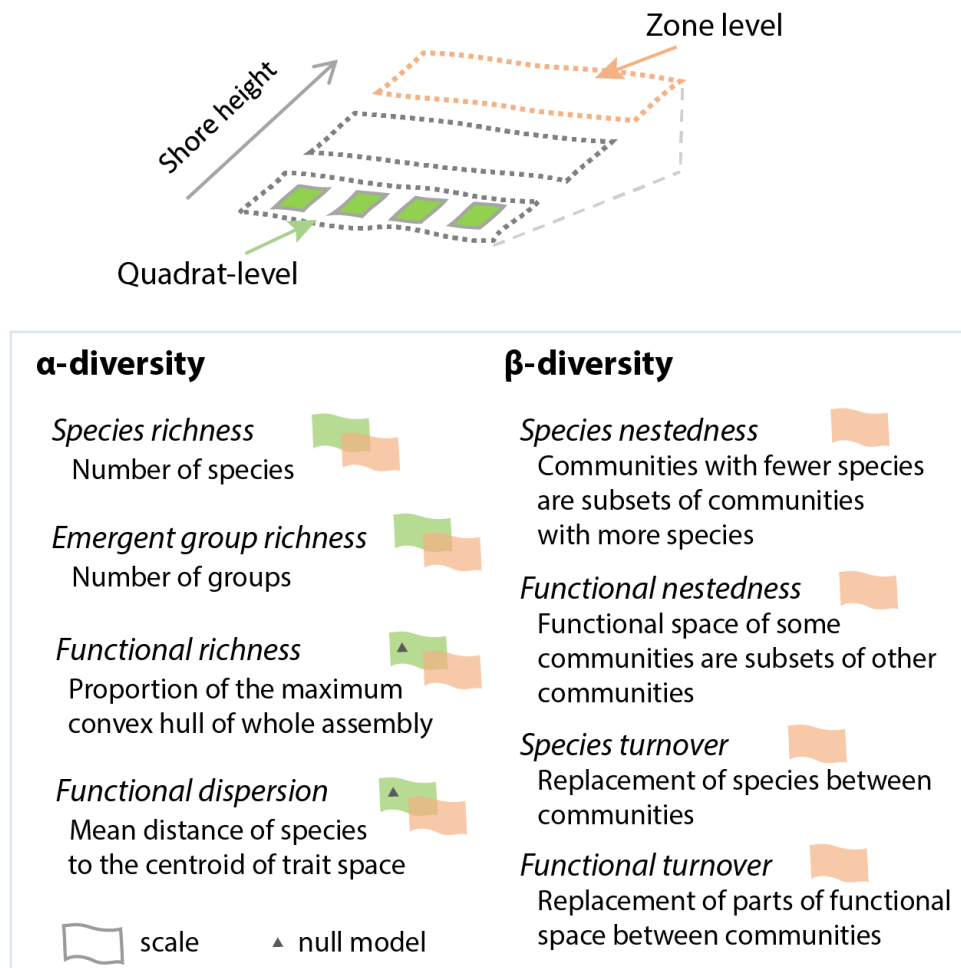 Zone level
Shore height
Quadrat-level
α-diversity
Species richness
Number of species
Emergent group richness
Number of groups
Functional richness
Proportion of the maximum
convex hull of whole assembly
Functional dispersion
Mean distance of species
to the centroid of trait space
scale
null model
β-diversity
Species nestedness
Communities with fewer species
are subsets of communities
with more species
Functional nestedness
Functional space of some
communities are subsets of other
communities
Species turnover
Replacement of species between
communities
Functional turnover
Replacement of parts of functional
space between communities